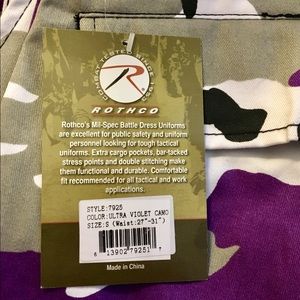 ROTHCO
Rothco's Mil-Spec Battle Dress Uniforms
are excellent for public safety and uniform
personnel looking for tough tactical
uniforms. Extra cargo pockets, bar-tacked
stress points and double stitching make
them functional and durable. Comfortable
fit recommended for all tactical and work
applications.
STYLE:7925
COLOR:ULTRA VIOLET CAMO
SIZE:S (Waist:27"-31")
6 13902 79251 7
Made in China